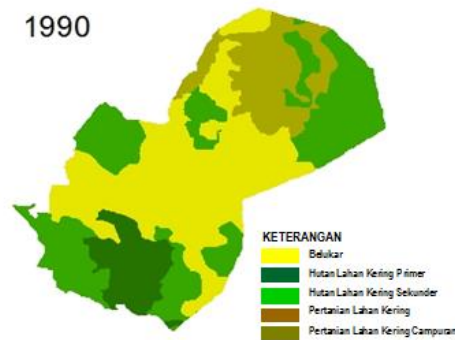 1990
KETERANGAN
Belukar
Hutan Lahan Kering Primer
Hutan Lahan Kering Sekunder
Pertanian Lahan Kering
Pertanian Lahan Kering Campuran